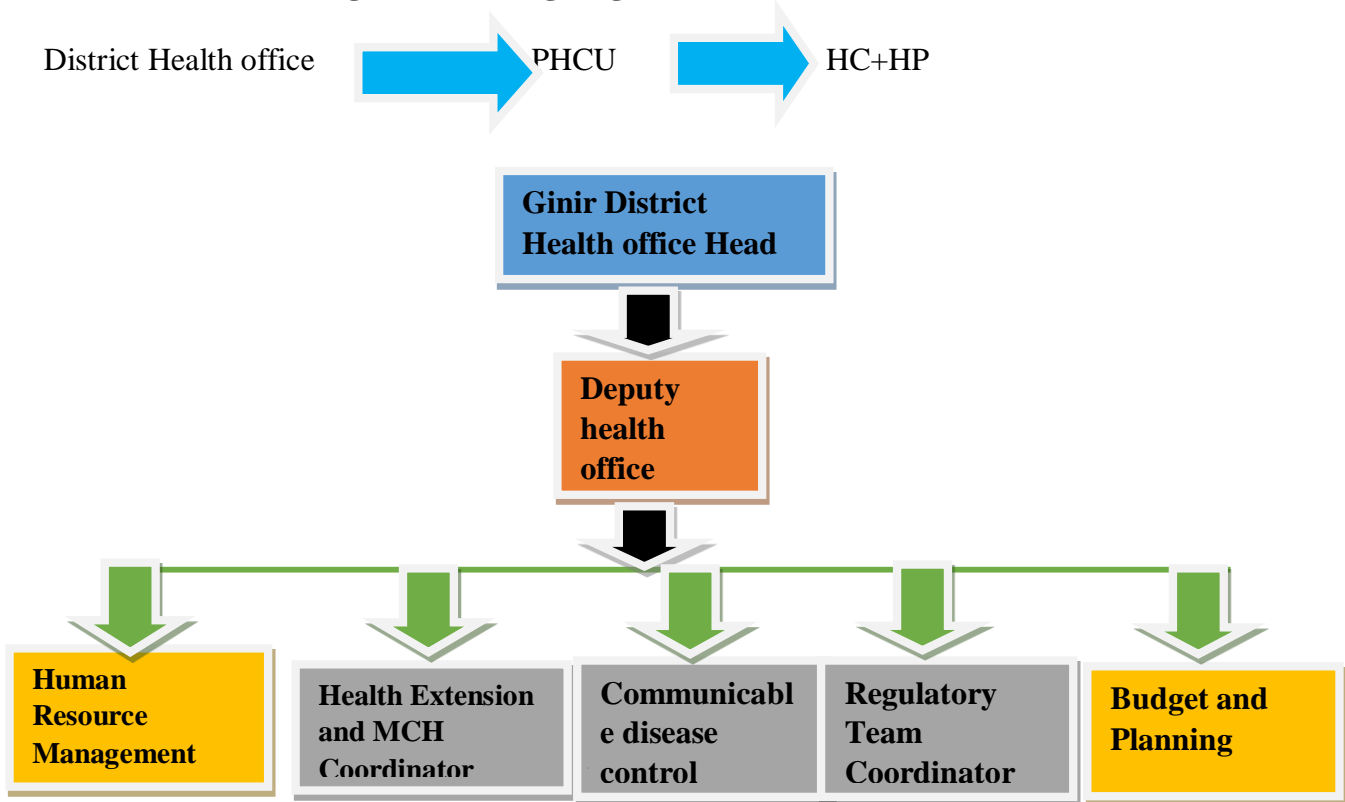 District Health office PHCU HC+HP
Ginir District
Health office Head
Deputy
health
office
Human
Resource
Management
Health Extension
and MCH
Coordinator
Communicabl
e disease
control
Regulatory
Team
Coordinator
Budget and
Planning